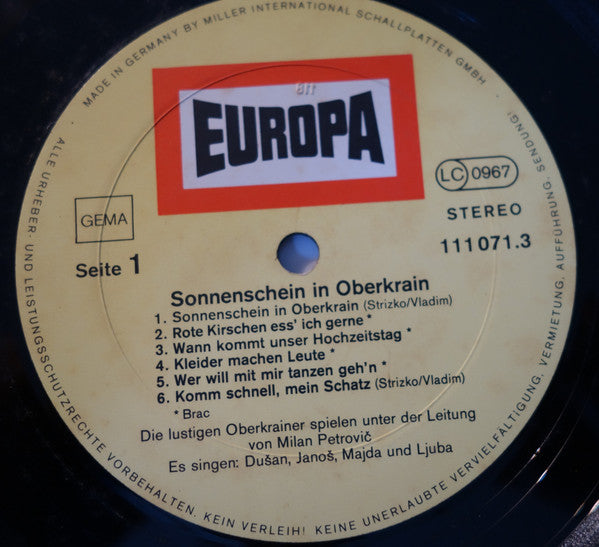 MADE IN GERMANY BY MILLER INTERNATIONAL SCHALLPLATTEN GMBH ·
ALLE URHEBER- UND LEISTUNGSSCHUTZRECHTE VORBEHALTEN. KEIN VERLEIH! KEINE UNERLAUBTE VERVIELFÄLTIGUNG, VERMIETUNG, AUFFÜHRUNG, SENDUNG!
EUROPA
LC 0967
GEMA
STEREO
Seite 1
111 071.3
Sonnenschein in Oberkrain
1. Sonnenschein in Oberkrain (Strizko/Vladim)
2. Rote Kirschen ess' ich gerne *
3. Wann kommt unser Hochzeitstag *
4. Kleider machen Leute *
5. Wer will mit mir tanzen geh'n *
6. Komm schnell, mein Schatz (Strizko/Vladim)
* Brac
Die lustigen Oberkrainer spielen unter der Leitung
von Milan Petrovič
Es singen: Dušan, Janoš, Majda und Ljuba